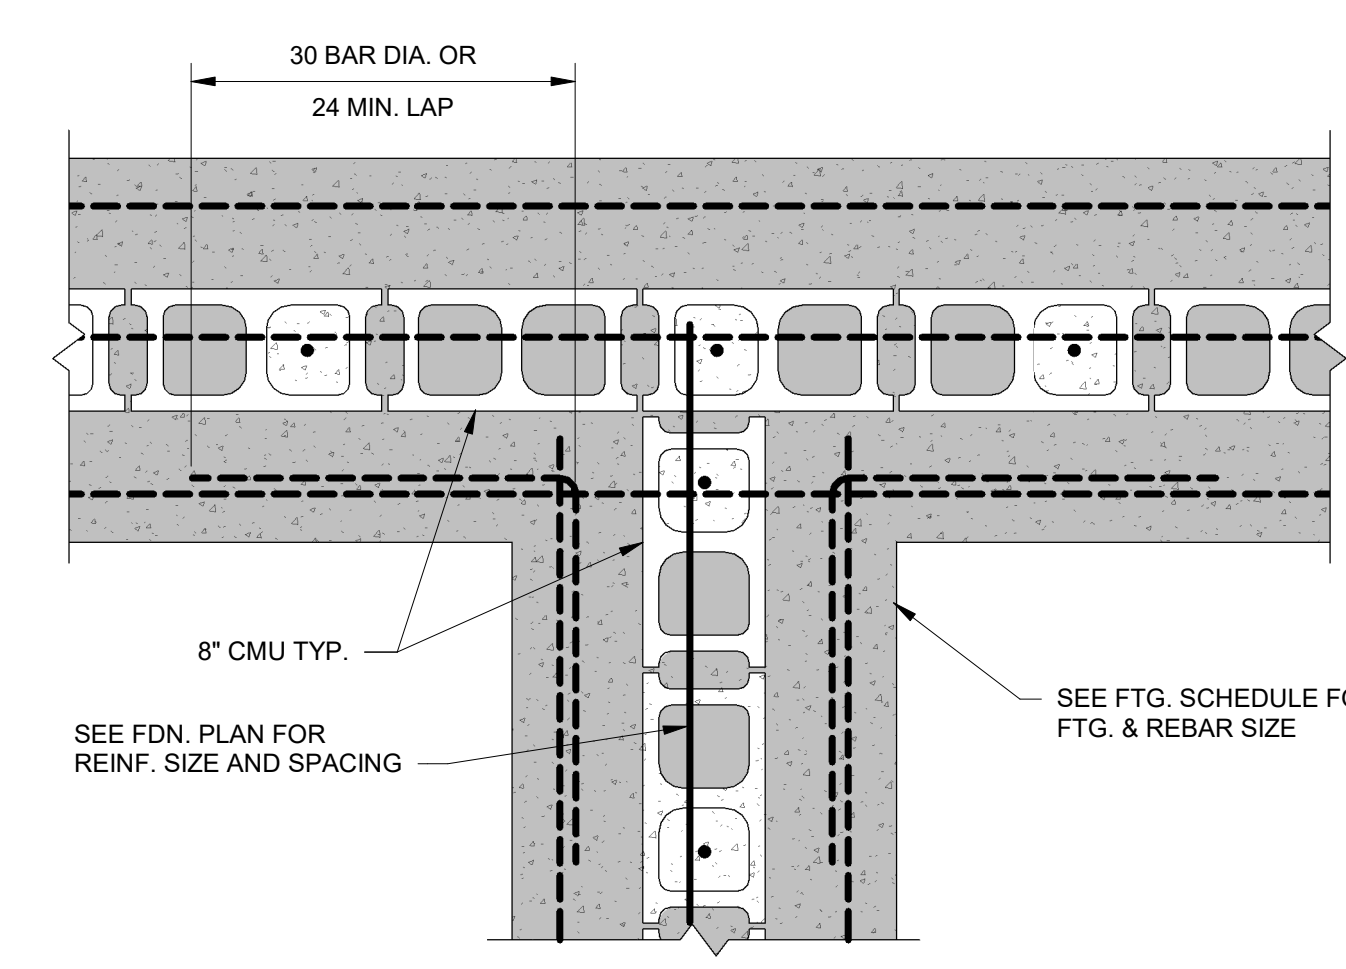 30 BAR DIA. OR
24 MIN. LAP
8" CMU TYP.
SEE FDN. PLAN FOR
REINF. SIZE AND SPACING
SEE FTG. SCHEDULE
FTG. & REBAR SIZE